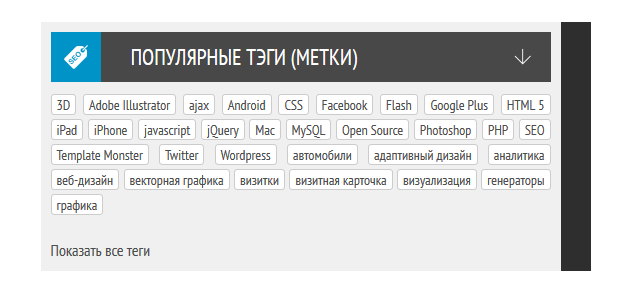 SEO
ПОПУЛЯРНЫЕ ТЭГИ (МЕТКИ)
3D Adobe Illustrator ajax Android CSS Facebook Flash Google Plus HTML 5
iPad iPhone javascript jQuery Mac MySQL Open Source Photoshop PHP SEO
Template Monster Twitter Wordpress автомобили адаптивный дизайн аналитика
веб-дизайн векторная графика визитки визитная карточка визуализация генераторы
графика
Показать все теги